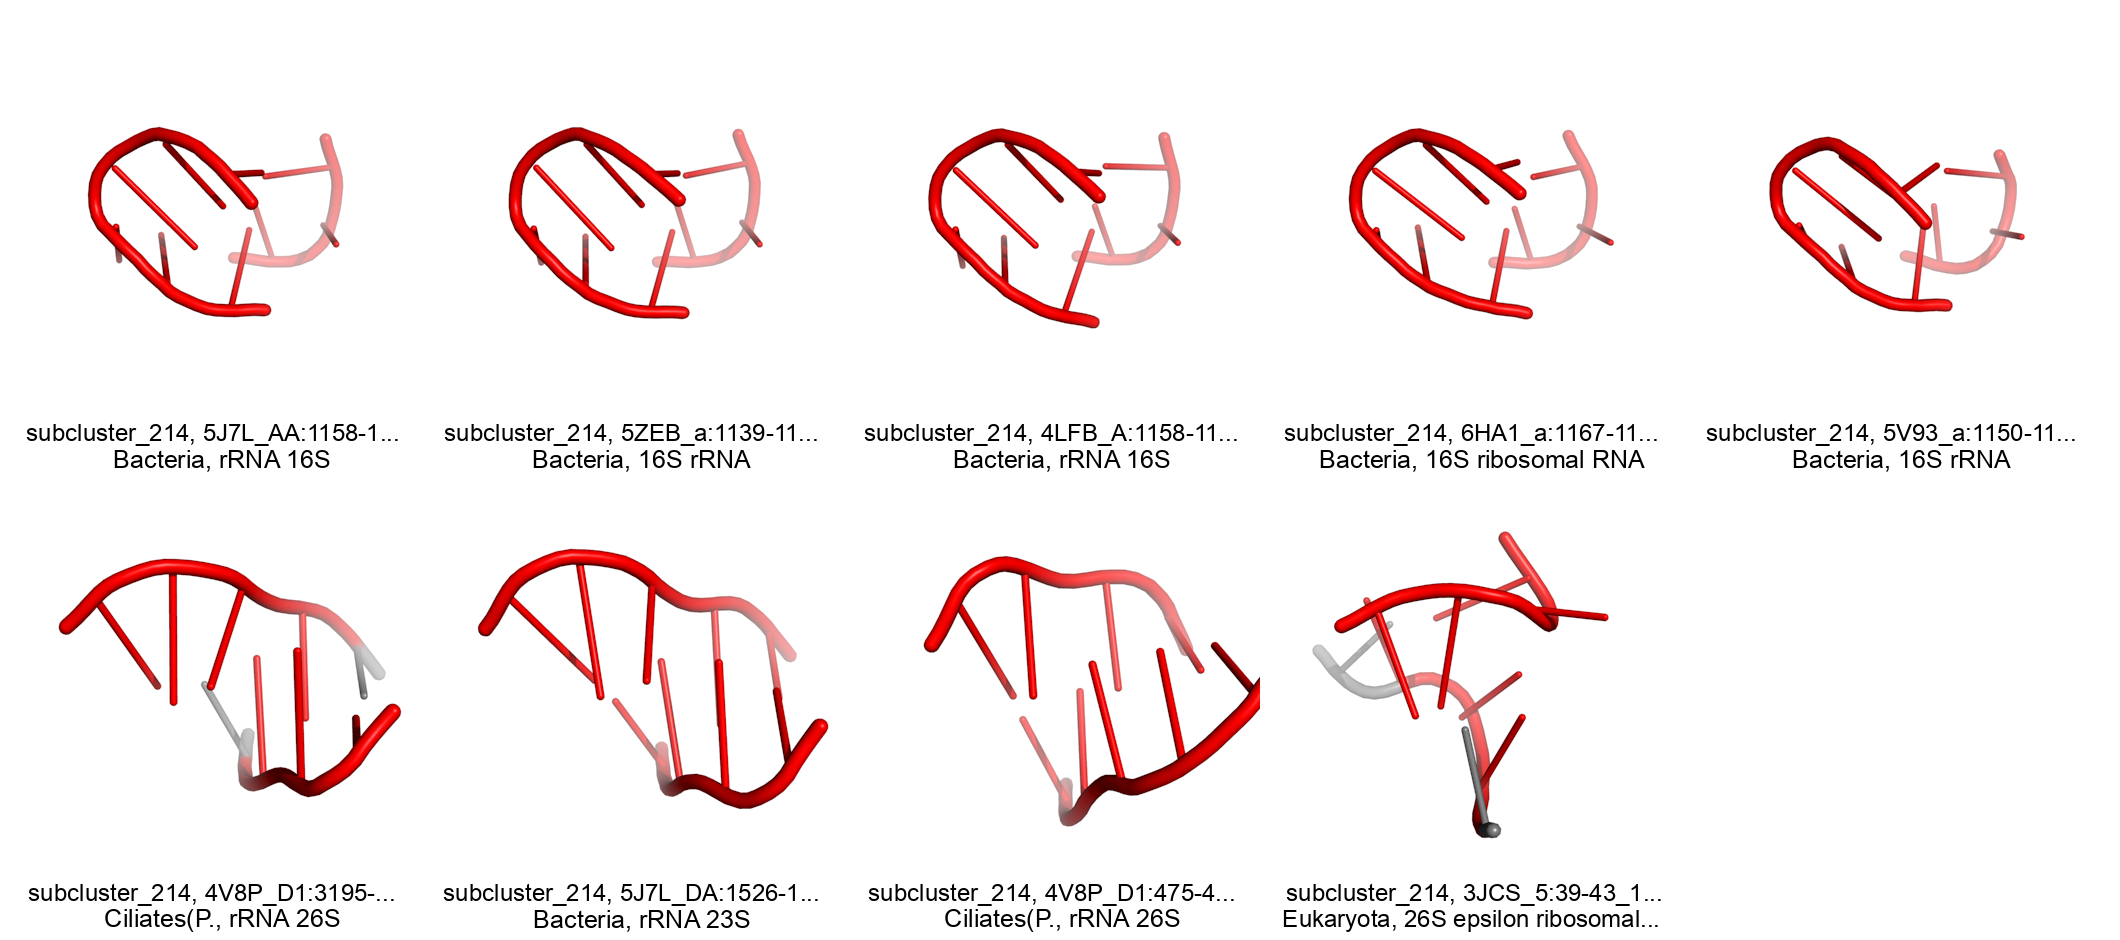 subcluster_214, 5J7L_AA:1158-1...
Bacteria, rRNA 16S
subcluster_214, 5ZEB_a:1139-11...
Bacteria, 16S rRNA
subcluster_214, 4LFB_A:1158-11...
Bacteria, rRNA 16S
subcluster_214, 6HA1_a:1167-11...
Bacteria, 16S ribosomal RNA
subcluster_214, 5V93_a:1150-11...
Bacteria, 16S rRNA
subcluster_214, 4V8P_D1:3195-...
Ciliates(P., rRNA 26S
subcluster_214, 5J7L_DA:1526-1...
Bacteria, rRNA 23S
subcluster_214, 4V8P_D1:475-4...
Ciliates(P., rRNA 26S
subcluster_214, 3JCS_5:39-43_1...
Eukaryota, 26S epsilon ribosomal...